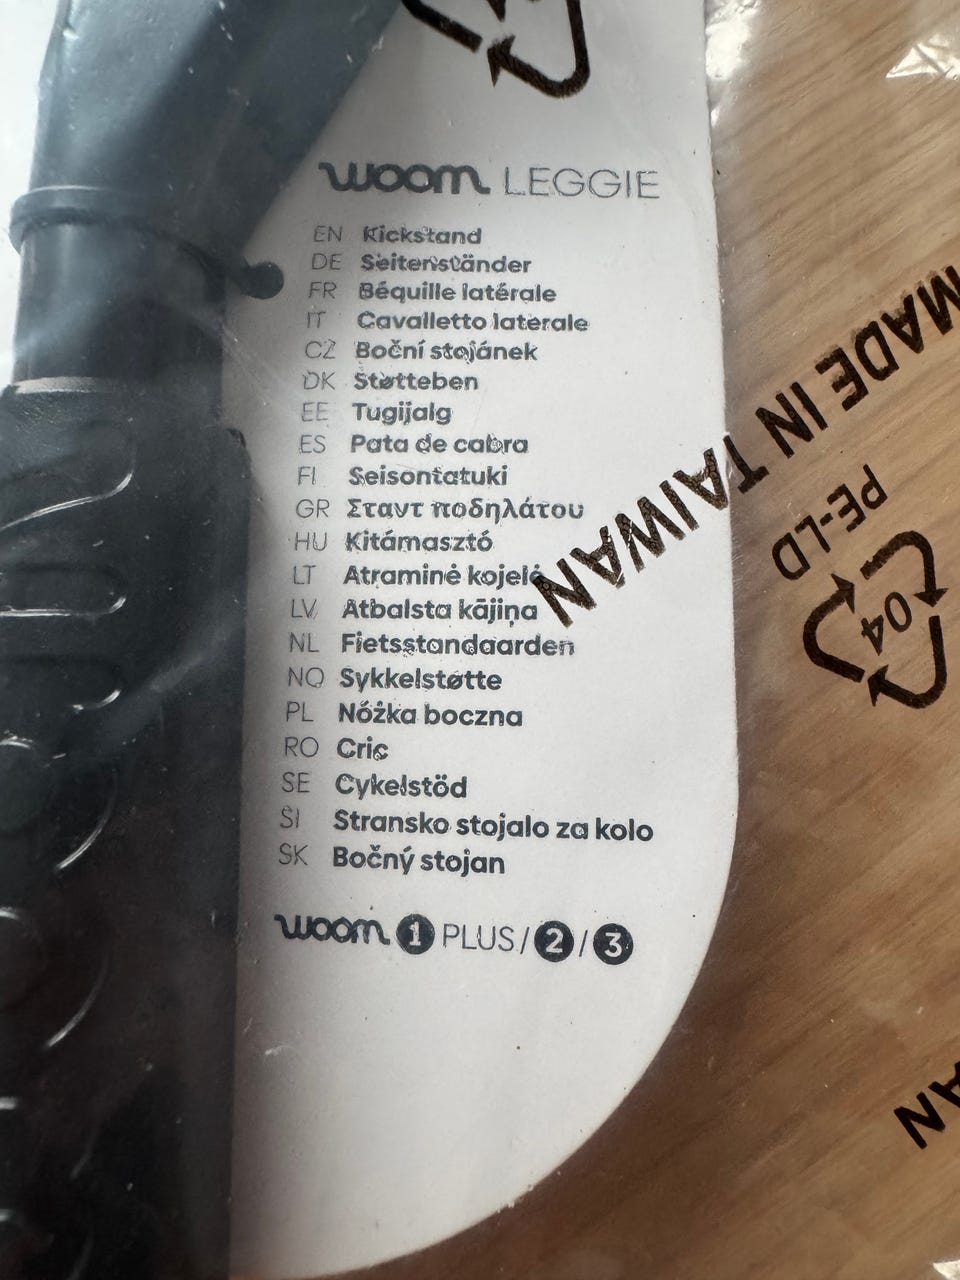 woom LEGGIE
EN Kickstand
DE Seitenständer
FR Béquille latérale
IT Cavalletto laterale
CZ Boční stojánek
DK Støtteben
EE Tugijalg
ES Pata de cabra
FI Seisontatuki
GR Σταντ ποδηλάτου
HU Kitámasztó
LT Atraminė kojelė
LV Atbalsta kājiņa
NL Fietsstandaarden
NO Sykkelstøtte
PL Nóżka boczna
RO Cric
SE Cykelstöd
SI Stransko stojalo za kolo
SK Bočný stojan
woom 1 PLUS / 2 / 3
MADE IN TAIWAN
PE-LD
04
AN